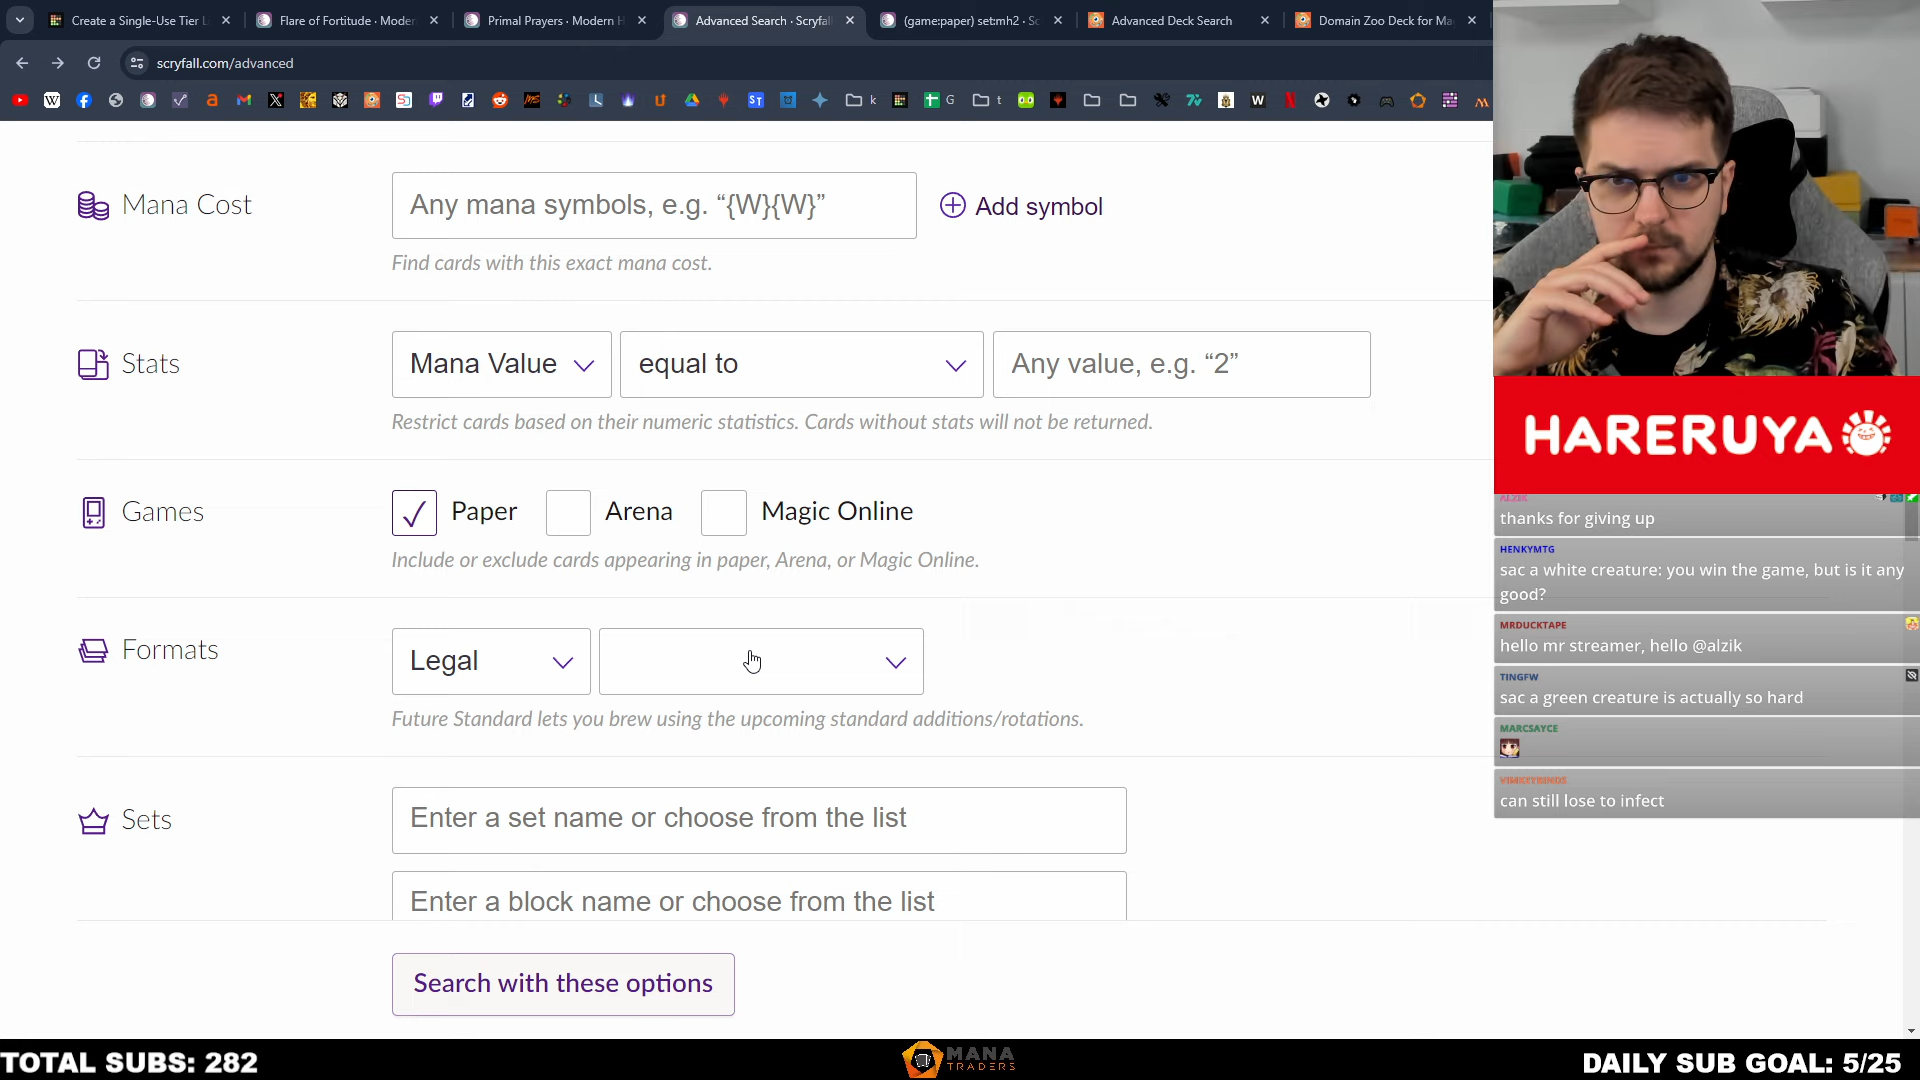 Create a Single-Use Tier L
Flare of Fortitude · Moder
Primal Prayers · Modern H
Advanced Search · Scryfall
(game:paper) set:mh2 · Sc
Advanced Deck Search
Domain Zoo Deck for Ma
scryfall.com/advanced
k
G
t
Mana Cost
Any mana symbols, e.g. “{W}{W}”
Add symbol
Find cards with this exact mana cost.
Stats
Mana Value
equal to
Any value, e.g. “2”
Restrict cards based on their numeric statistics. Cards without stats will not be returned.
Games
Paper
Arena
Magic Online
Include or exclude cards appearing in paper, Arena, or Magic Online.
Formats
Legal
Future Standard lets you brew using the upcoming standard additions/rotations.
Sets
Enter a set name or choose from the list
Enter a block name or choose from the list
Search with these options
HARERUYA
ALZIK
thanks for giving up
HENKYMTG
sac a white creature: you win the game, but is it any
good?
MRDUCKTAPE
hello mr streamer, hello @alzik
TINGFW
sac a green creature is actually so hard
MARCSAYCE
can still lose to infect
TOTAL SUBS: 282
MANA
TRADERS
DAILY SUB GOAL: 5/25